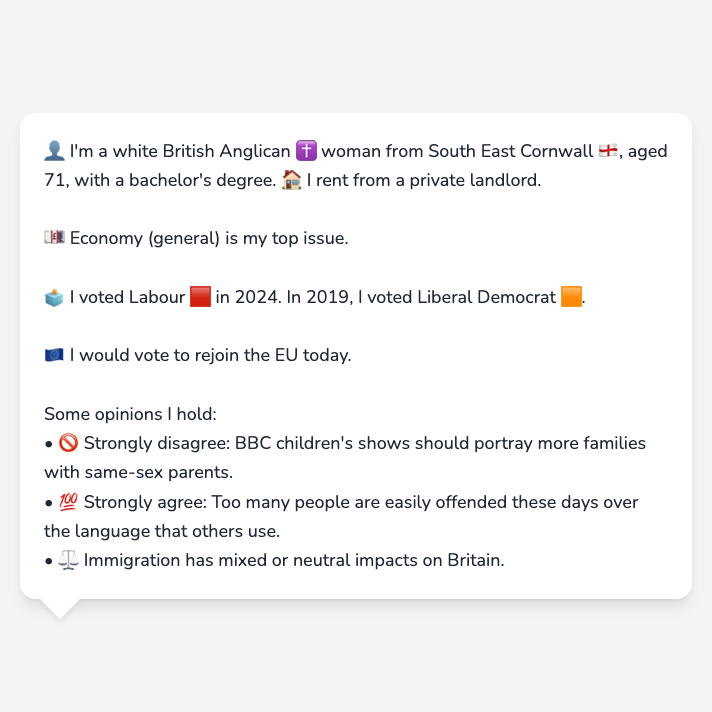 👤 I'm a white British Anglican ✝️ woman from South East Cornwall 🏴󠁧󠁢󠁥󠁮󠁧󠁿, aged
71, with a bachelor's degree. 🏠 I rent from a private landlord.
💷 Economy (general) is my top issue.
🗳️ I voted Labour 🟥 in 2024. In 2019, I voted Liberal Democrat 🟧.
🇪🇺 I would vote to rejoin the EU today.
Some opinions I hold:
• 🚫 Strongly disagree: BBC children's shows should portray more families
with same-sex parents.
• 💯 Strongly agree: Too many people are easily offended these days over
the language that others use.
• ⚖️ Immigration has mixed or neutral impacts on Britain.